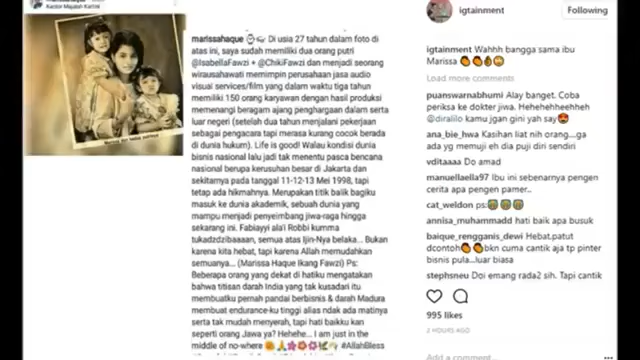 marissahaque
Kantor Majalah Kartini
marissahaque Di usia 27 tahun dalam foto di
atas ini, saya sudah memiliki dua orang putri
@IsabellaFawzi + @ChikiFawzi dan menjadi seorang
wirausahawati memimpin perusahaan jasa audio
visual services/film yang dalam waktu tiga tahun
memiliki 150 orang karyawan dengan hasil produksi
memenangi beragam ajang penghargaan dalam serta
luar negeri (setelah dua tahun menjalani pekerjaan
sebagai pengacara tapi merasa kurang cocok berada
di dunia hukum). Life is good! Walau kondisi dunia
bisnis nasional lalu jadi tak menentu pasca bencana
nasional berupa kerusuhan besar di Jakarta dan
sekitarnya pada tanggal 11-12-13 Mei 1998, tapi
tetap ada hikmahnya. Merupakan titik balik bagiku
masuk ke dunia akademik, sebuah dunia yang
mampu menjadi penyeimbang jiwa-raga hingga
sekarang ini. Fabiayyi ala'i Robbi kumma
tukadzdzibaaaan, semua atas Ijin-Nya belaka... Bukan
karena kita hebat, tapi karena Allah memudahkan
semuanya... (Marissa Haque Ikang Fawzi) Ps:
Beberapa orang yang dekat di hatiku mengatakan
bahwa titisan darah India yang tak kusadari itu
membuatku pernah pandai berbisnis & darah Madura
membuat endurance-ku tinggi alias ndak ada matinya
serta tak mudah menyerah, tapi hati baikku kan
seperti orang Jawa ya? Hehehe... I am just in the
middle of no-where 😊🙏🌸🌺🌸🌿🌾 #AllahBless
igtainment
Following
igtainment Wahhh bangga sama ibu
Marissa 👏👏👌👏
Load more comments
puanswarnabhumi Alay banget. Coba
periksa ke dokter jiwa. Hehehehheehheh
@diralilo kamu jgan gini yah say😍
ana_bie_hwa Kasihan liat nih orang...ga
ada yg memuji eh dia puji diri sendiri
vditaaaa Do amad
manuellaella97 Ibu ini sebenarnya pengen
cerita apa pengen pamer..
cat_weldon ps:😭😭😭
annisa_muhammadd hati baik apa busuk
baique_rengganis_dewi Hebat.patut
dcontoh👏👏bkn cuma cantik aja tp pinter
bisnis pula...luar biasa
stephsneu Doi emang rada2 sih. Tapi cantik
995 likes
2 HOURS AGO
Add a comment...